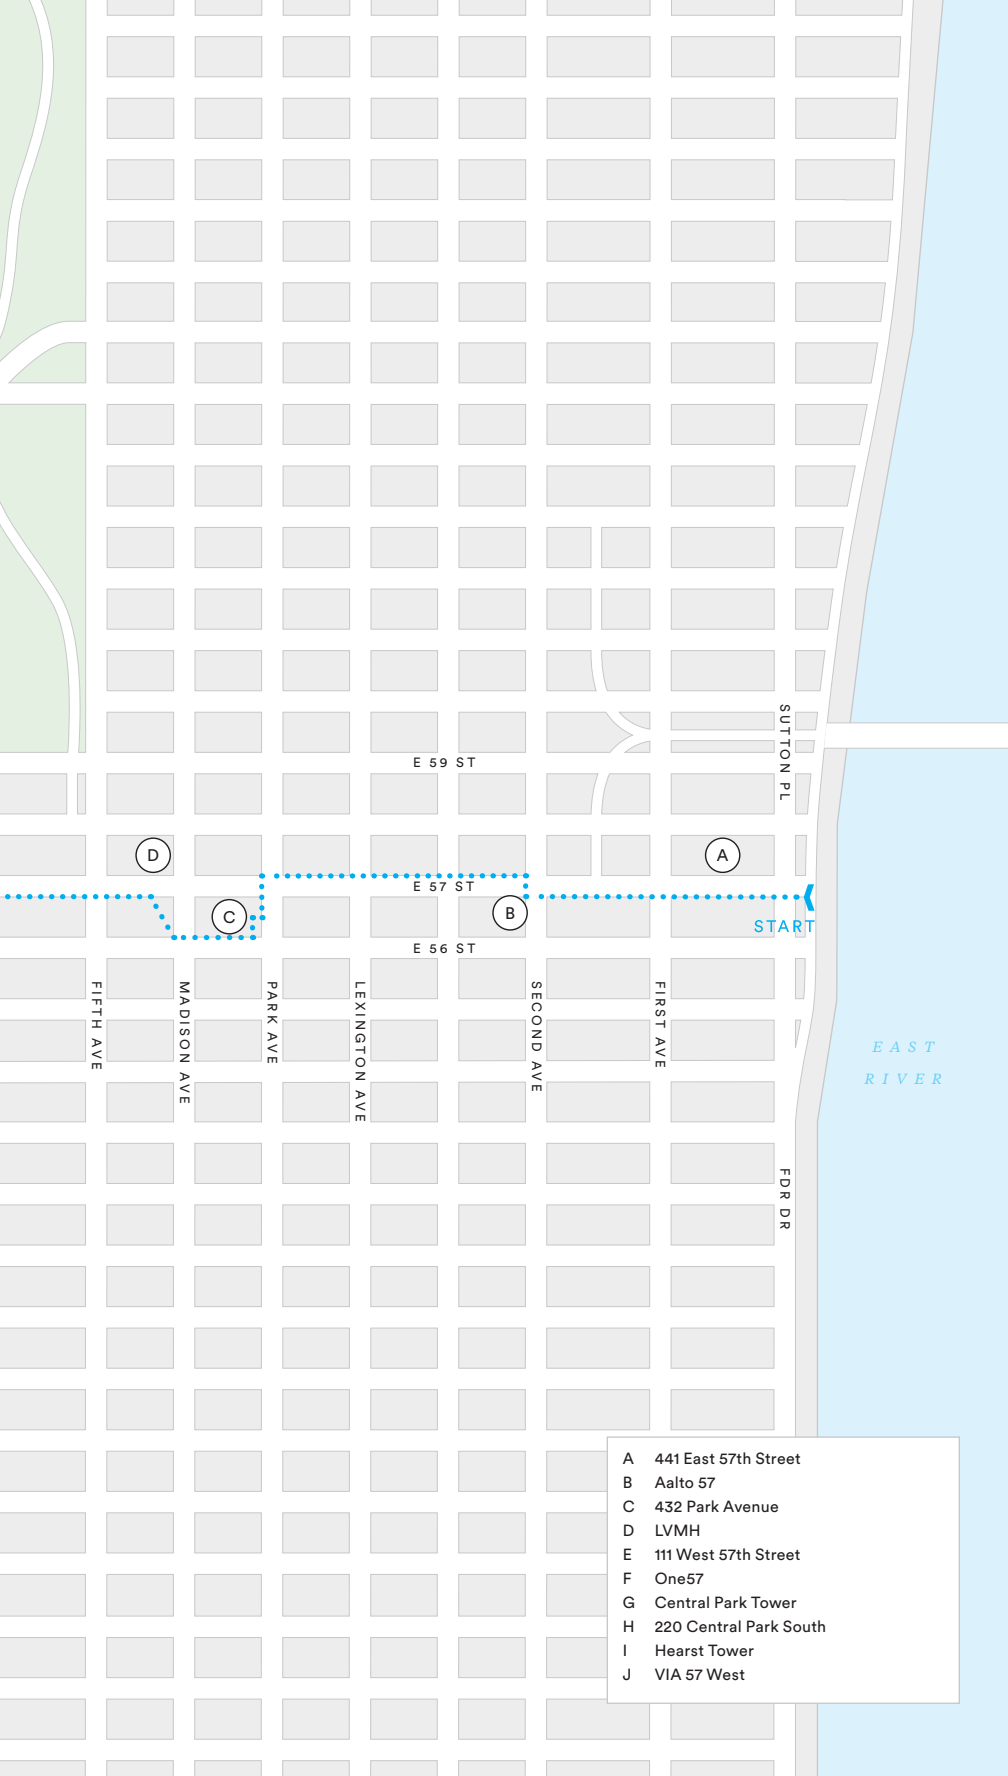 SUTTON PL
E 59 ST
D
A
E 57 ST
C
B
START
E 56 ST
FIFTH AVE
MADISON AVE
PARK AVE
LEXINGTON AVE
SECOND AVE
FIRST AVE
EAST
RIVER
FDR DR
A 441 East 57th Street
B Aalto 57
C 432 Park Avenue
D LVMH
E 111 West 57th Street
F One57
G Central Park Tower
H 220 Central Park South
I Hearst Tower
J VIA 57 West